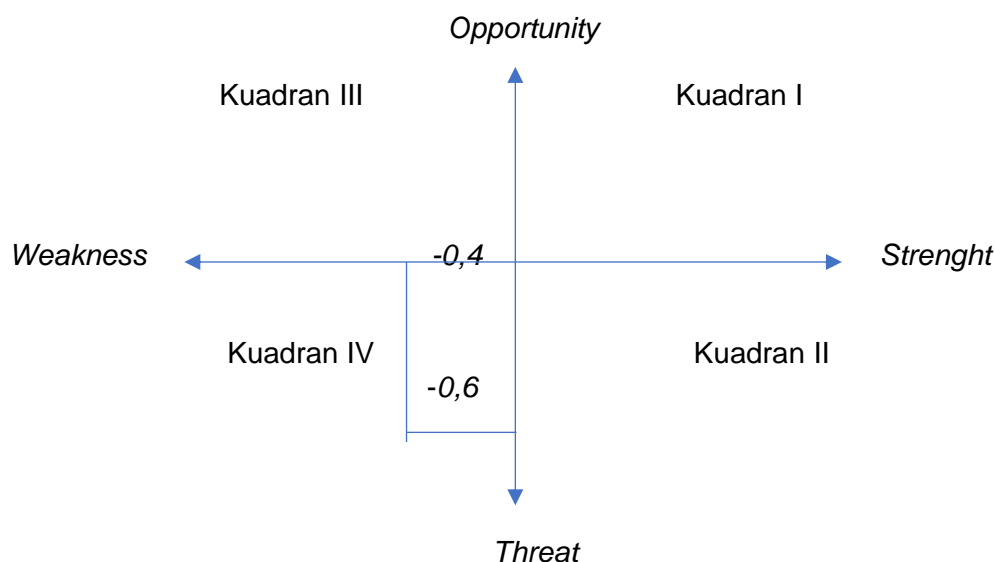 Opportunity
Kuadran III
Kuadran I
Weakness
-0,4
Strenght
Kuadran IV
Kuadran II
-0,6
Threat